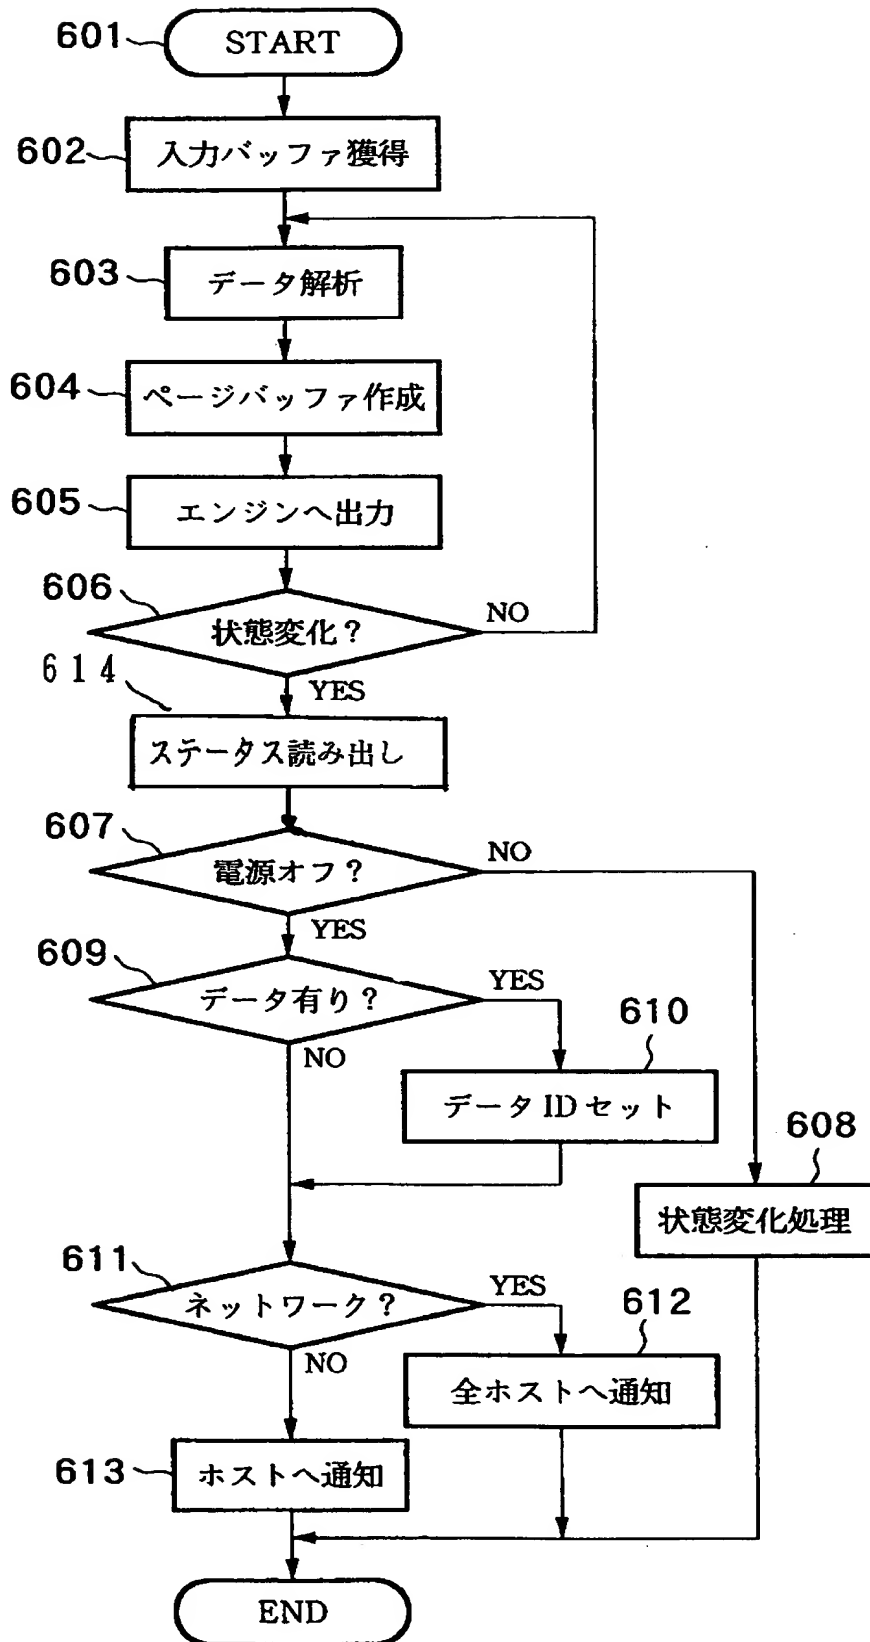 601
START
602
入力バッファ獲得
603
データ解析
604
ページバッファ作成
605
エンジンへ出力
606
状態変化？
NO
YES
614
ステータス読み出し
607
電源オフ？
NO
YES
609
データ有り？
YES
NO
610
データIDセット
608
状態変化処理
611
ネットワーク？
YES
NO
612
全ホストへ通知
613
ホストへ通知
END